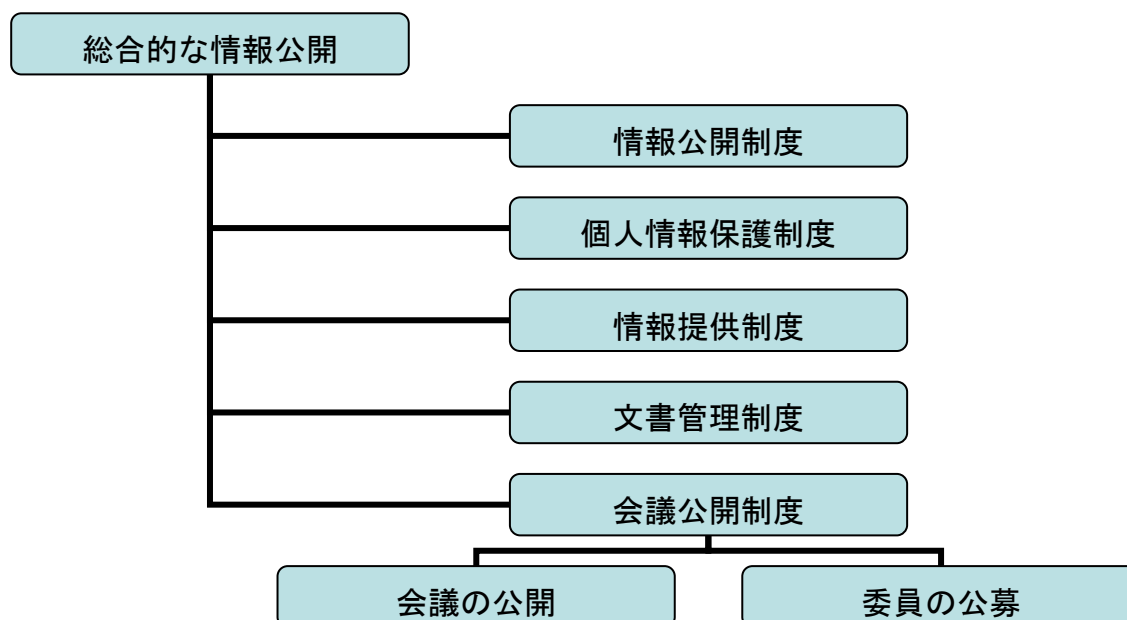 総合的な情報公開
情報公開制度
個人情報保護制度
情報提供制度
文書管理制度
会議公開制度
会議の公開
委員の公募